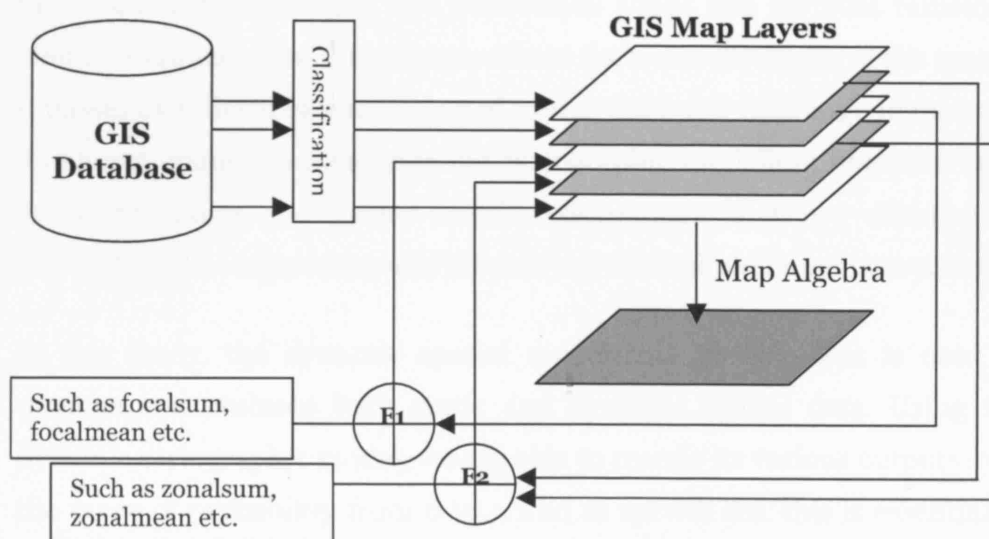 GIS Map Layers
GIS
Database
Classification
Map Algebra
Such as focalsum,
focalmean etc.
F1
Such as zonalsum,
zonalmean etc.
F2